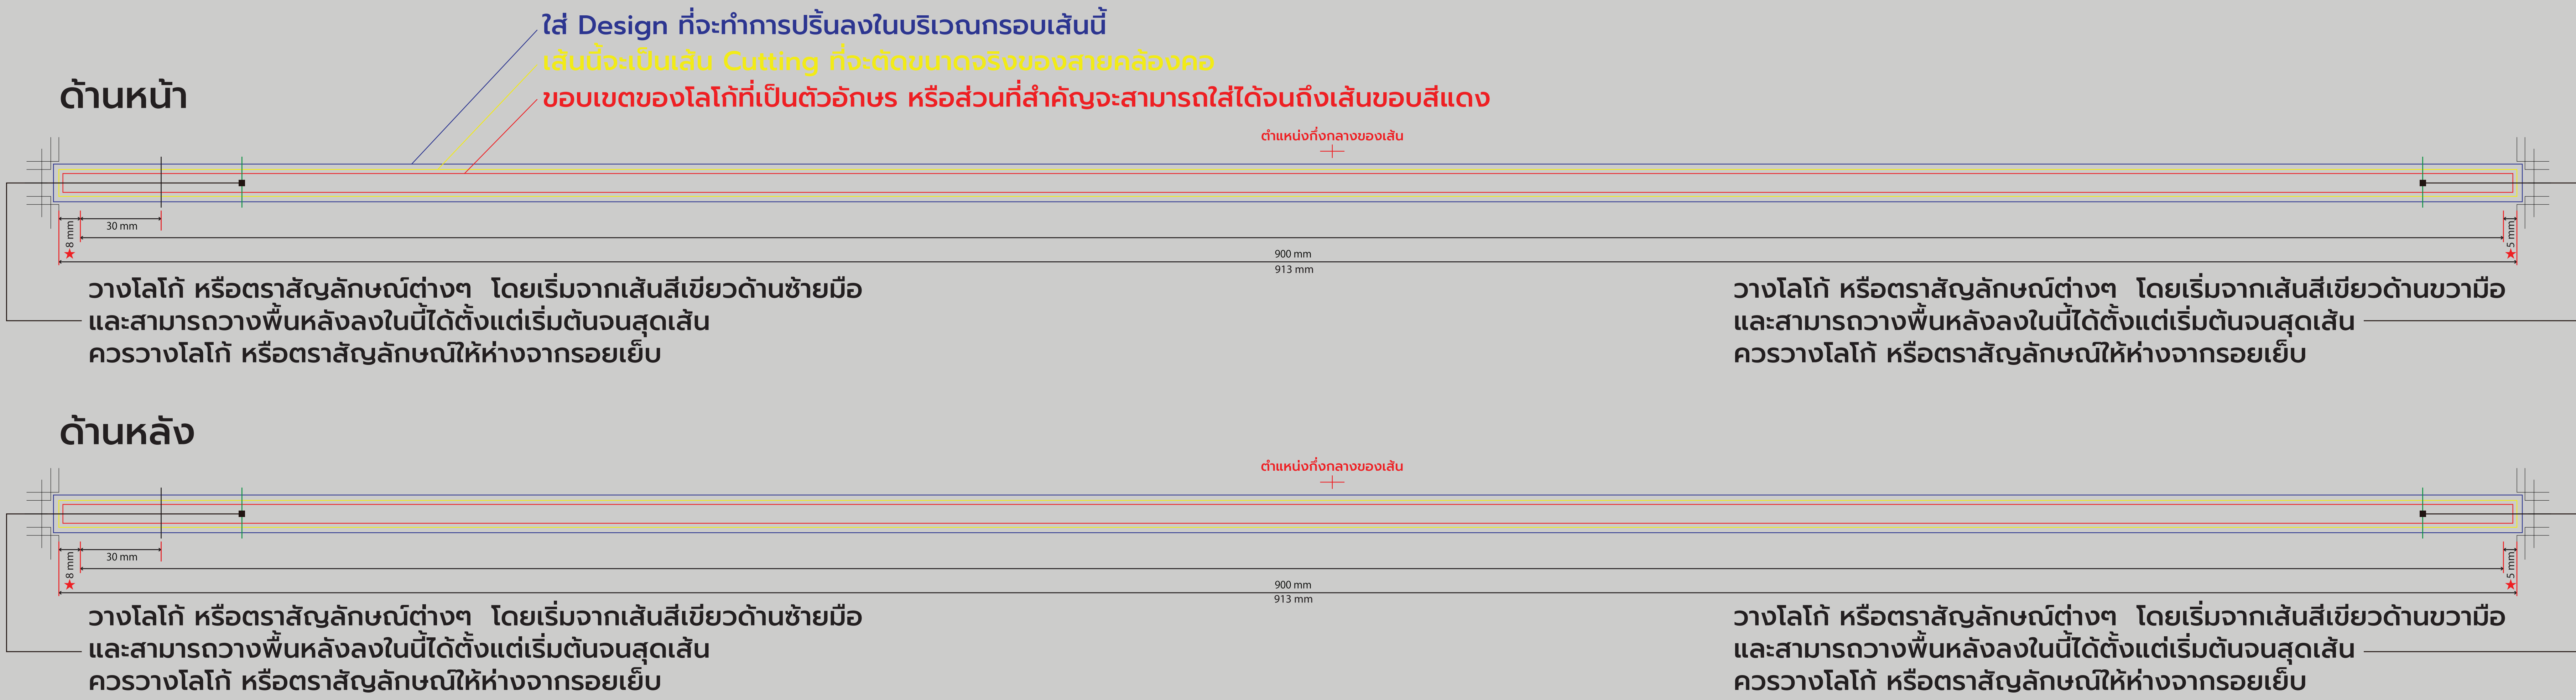 ใส่ Design ที่จะทำการปริ้นลงในบริเวณกรอบเส้นนี้
เส้นนี้จะเป็นเส้น Cutting ที่จะตัดขนาดจริงของสายคล้องคอ
ขอบเขตของโลโก้ที่เป็นตัวอักษร หรือส่วนที่สำคัญจะสามารถใส่ได้จนถึงเส้นขอบสีแดง
ด้านหน้า
ตำแหน่งกึ่งกลางของเส้น
8 mm
30 mm
5 mm
900 mm
913 mm
วางโลโก้ หรือตราสัญลักษณ์ต่างๆ โดยเริ่มจากเส้นสีเขียวด้านซ้ายมือ
และสามารถวางพื้นหลังลงในนี้ได้ตั้งแต่เริ่มต้นจนสุดเส้น
ควรวางโลโก้ หรือตราสัญลักษณ์ให้ห่างจากรอยเย็บ
วางโลโก้ หรือตราสัญลักษณ์ต่างๆ โดยเริ่มจากเส้นสีเขียวด้านขวามือ
และสามารถวางพื้นหลังลงในนี้ได้ตั้งแต่เริ่มต้นจนสุดเส้น
ควรวางโลโก้ หรือตราสัญลักษณ์ให้ห่างจากรอยเย็บ
ด้านหลัง
ตำแหน่งกึ่งกลางของเส้น
8 mm
30 mm
5 mm
900 mm
913 mm
วางโลโก้ หรือตราสัญลักษณ์ต่างๆ โดยเริ่มจากเส้นสีเขียวด้านซ้ายมือ
และสามารถวางพื้นหลังลงในนี้ได้ตั้งแต่เริ่มต้นจนสุดเส้น
ควรวางโลโก้ หรือตราสัญลักษณ์ให้ห่างจากรอยเย็บ
วางโลโก้ หรือตราสัญลักษณ์ต่างๆ โดยเริ่มจากเส้นสีเขียวด้านขวามือ
และสามารถวางพื้นหลังลงในนี้ได้ตั้งแต่เริ่มต้นจนสุดเส้น
ควรวางโลโก้ หรือตราสัญลักษณ์ให้ห่างจากรอยเย็บ